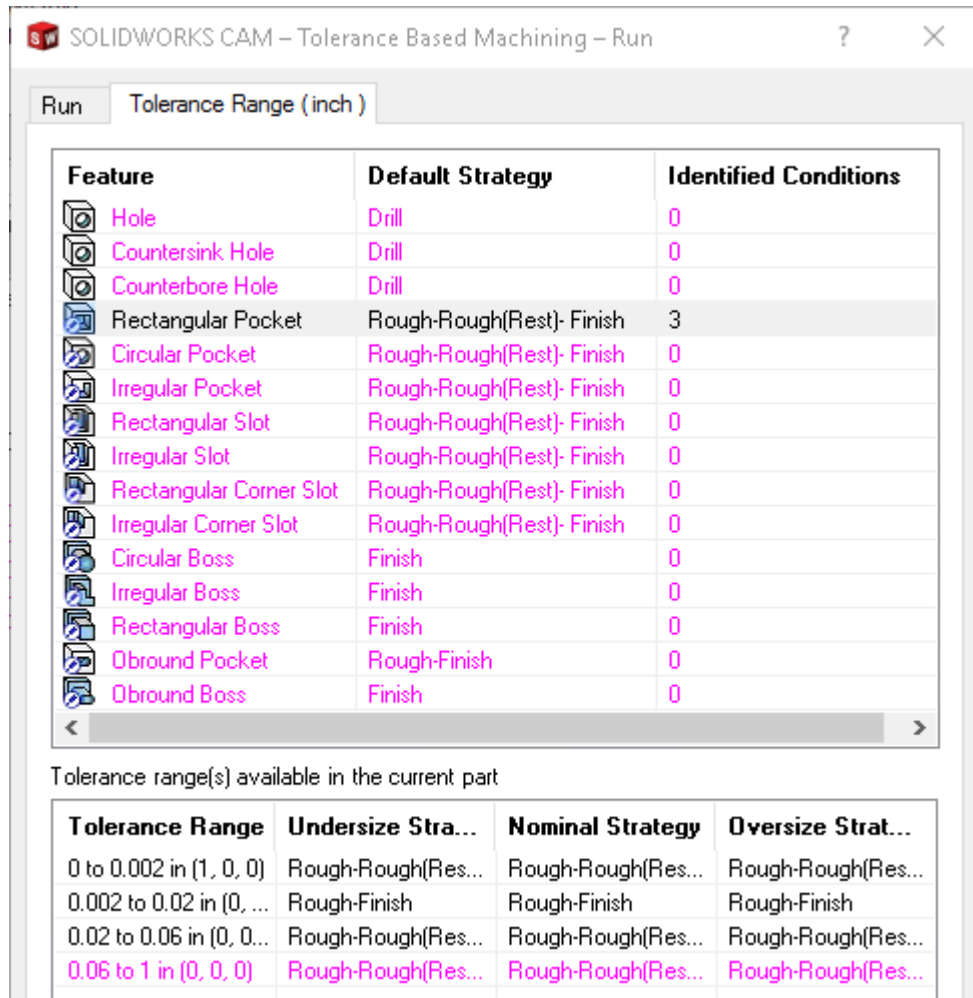 SW SOLIDWORKS CAM – Tolerance Based Machining – Run ?
Run Tolerance Range ( inch )
Feature Default Strategy Identified Conditions
Hole Drill 0
Countersink Hole Drill 0
Counterbore Hole Drill 0
Rectangular Pocket Rough-Rough(Rest)- Finish 3
Circular Pocket Rough-Rough(Rest)- Finish 0
Irregular Pocket Rough-Rough(Rest)- Finish 0
Rectangular Slot Rough-Rough(Rest)- Finish 0
Irregular Slot Rough-Rough(Rest)- Finish 0
Rectangular Corner Slot Rough-Rough(Rest)- Finish 0
Irregular Corner Slot Rough-Rough(Rest)- Finish 0
Circular Boss Finish 0
Irregular Boss Finish 0
Rectangular Boss Finish 0
Obround Pocket Rough-Finish 0
Obround Boss Finish 0
Tolerance range(s) available in the current part
Tolerance Range Undersize Stra... Nominal Strategy Oversize Strat...
0 to 0.002 in (1, 0, 0) Rough-Rough(Res... Rough-Rough(Res... Rough-Rough(Res...
0.002 to 0.02 in (0, ... Rough-Finish Rough-Finish Rough-Finish
0.02 to 0.06 in (0, 0... Rough-Rough(Res... Rough-Rough(Res... Rough-Rough(Res...
0.06 to 1 in (0, 0, 0) Rough-Rough(Res... Rough-Rough(Res... Rough-Rough(Res...